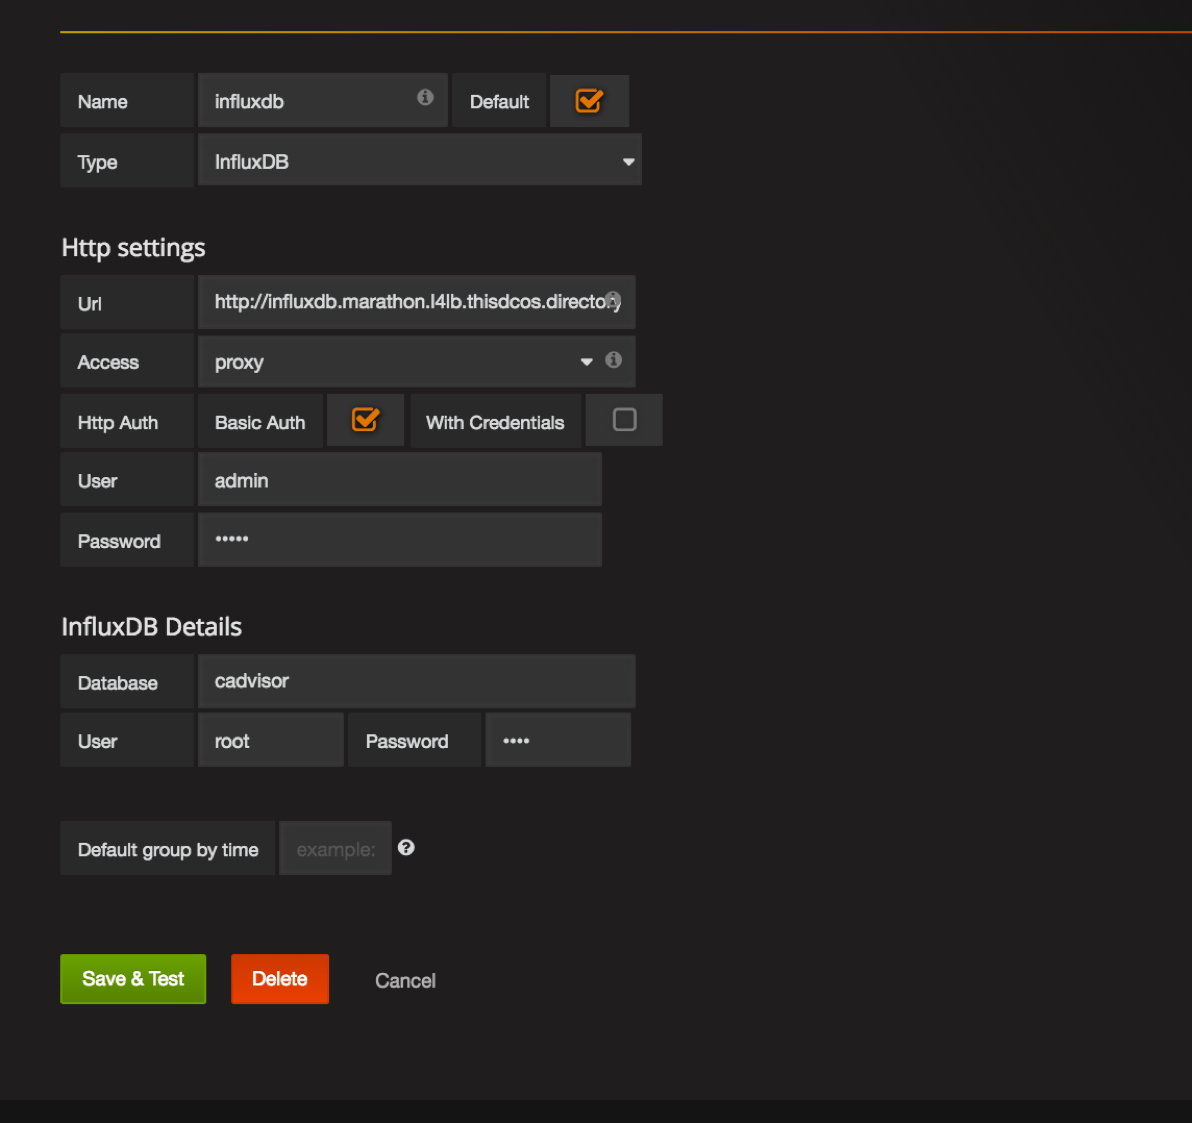 Name influxdb Default
Type InfluxDB
Http settings
Url http://influxdb.marathon.l4lb.thisdcos.directory
Access proxy
Http Auth Basic Auth With Credentials
User admin
Password •••••
InfluxDB Details
Database cadvisor
User root Password ••••
Default group by time example:
Save & Test Delete Cancel